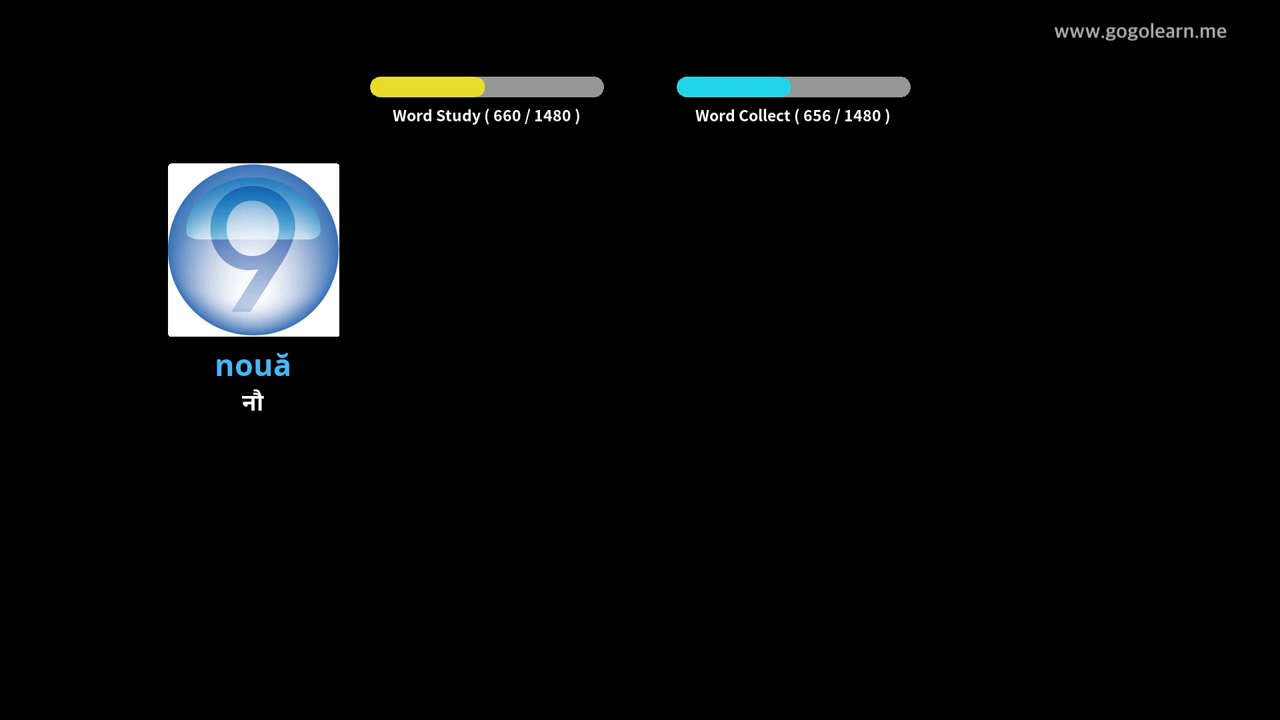 www.gogolearn.me
Word Study ( 660 / 1480 )
Word Collect ( 656 / 1480 )
9
nouă
नौ